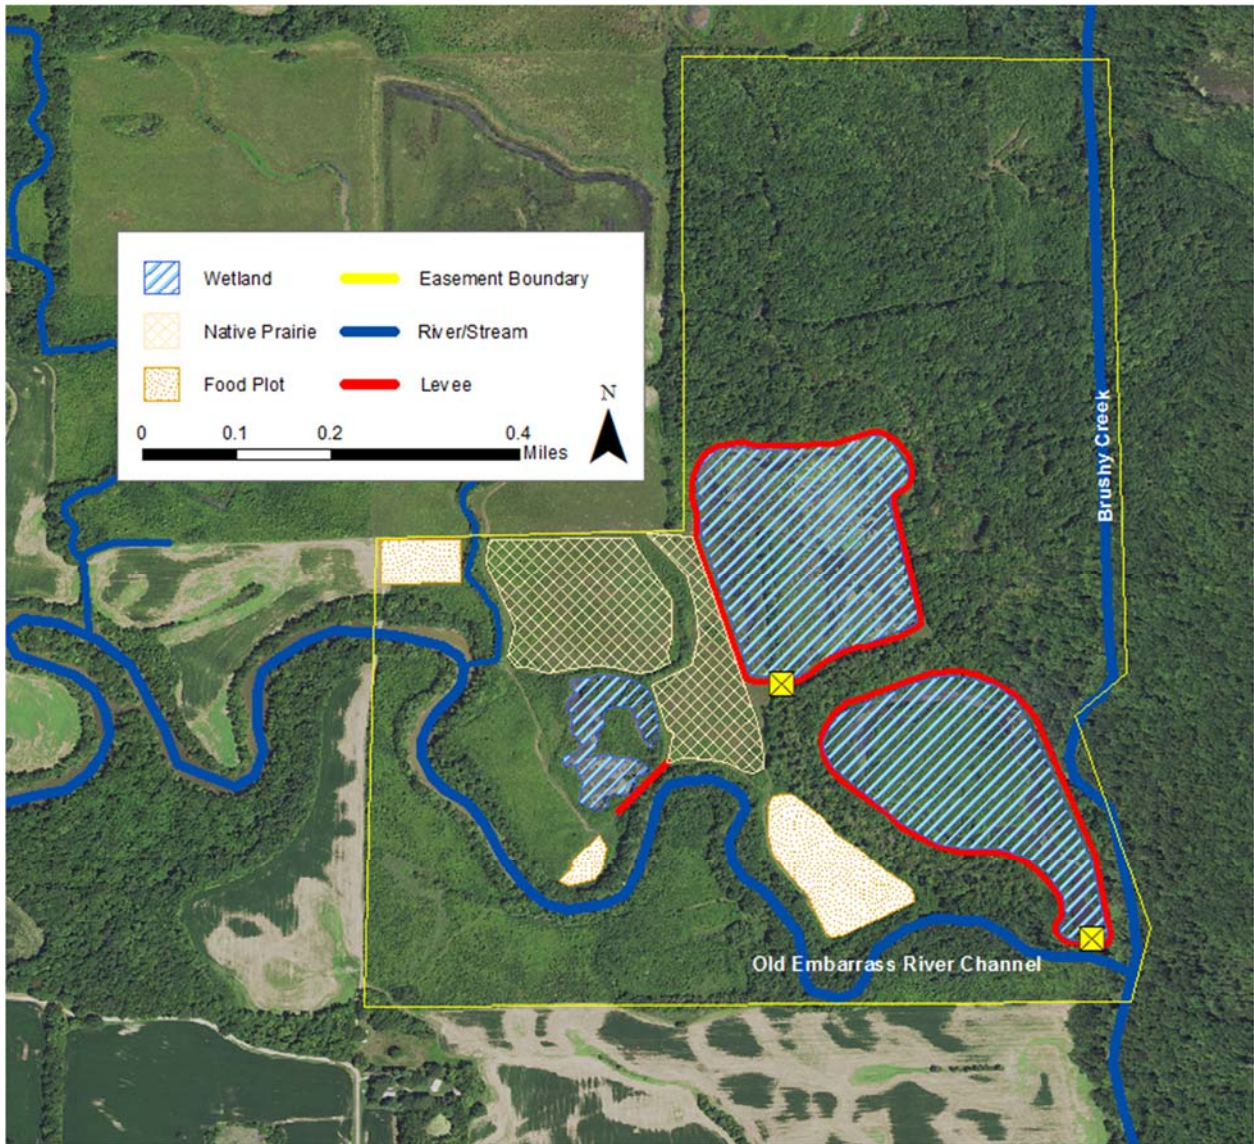 Wetland
Easement Boundary
Native Prairie
River/Stream
Food Plot
Levee
N
0 0.1 0.2 0.4
Miles
Brushy Creek
Old Embarrass River Channel